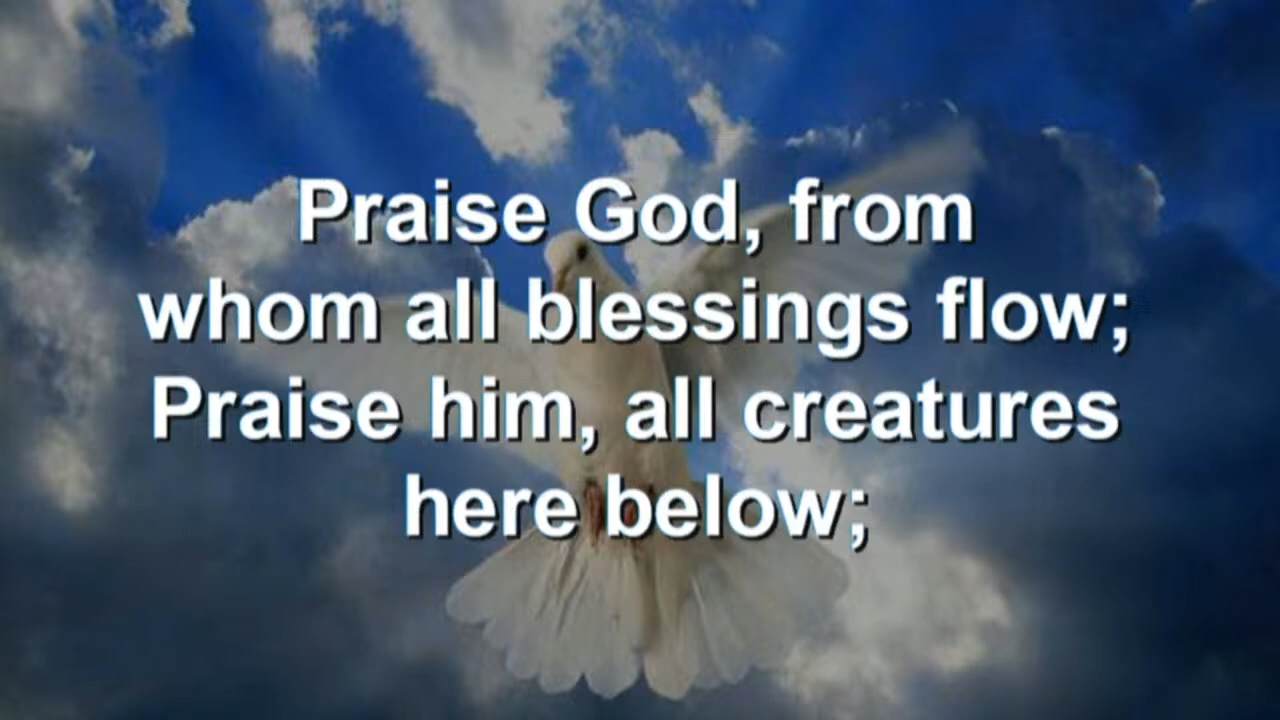 Praise God, from
whom all blessings flow;
Praise him, all creatures
here below;